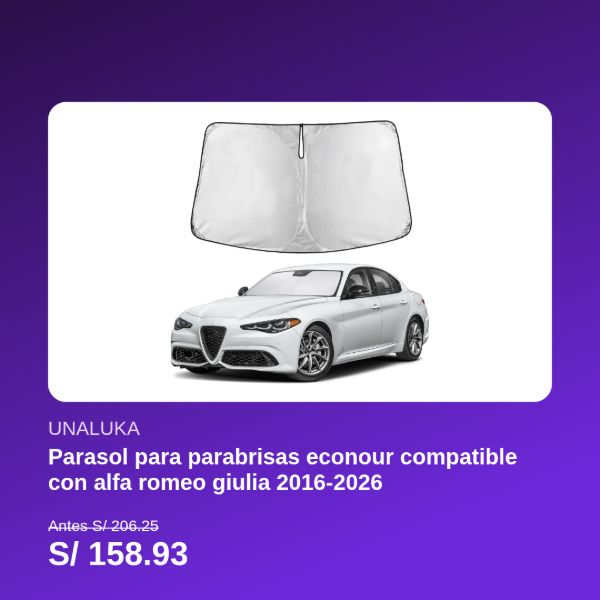 UNALUKA
Parasol para parabrisas econour compatible
con alfa romeo giulia 2016-2026
Antes S/ 206.25
S/ 158.93